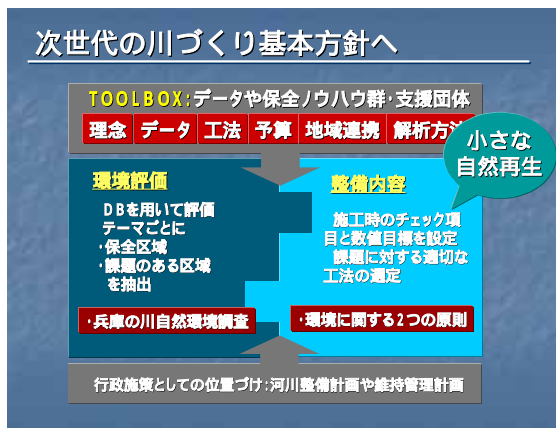 次世代の川づくり基本方針へ
TOOLBOX:データや保全ノウハウ群・支援団体
理念 データ 工法 予算 地域連携 解析方法
小さな
自然再生
環境評価
DBを用いて評価
テーマごとに
・保全区域
・課題のある区域
を抽出
・兵庫の川自然環境調査
整備内容
施工時のチェック項
目と数値目標を設定
課題に対する適切な
工法の選定
・環境に関する2つの原則
行政施策としての位置づけ:河川整備計画や維持管理計画